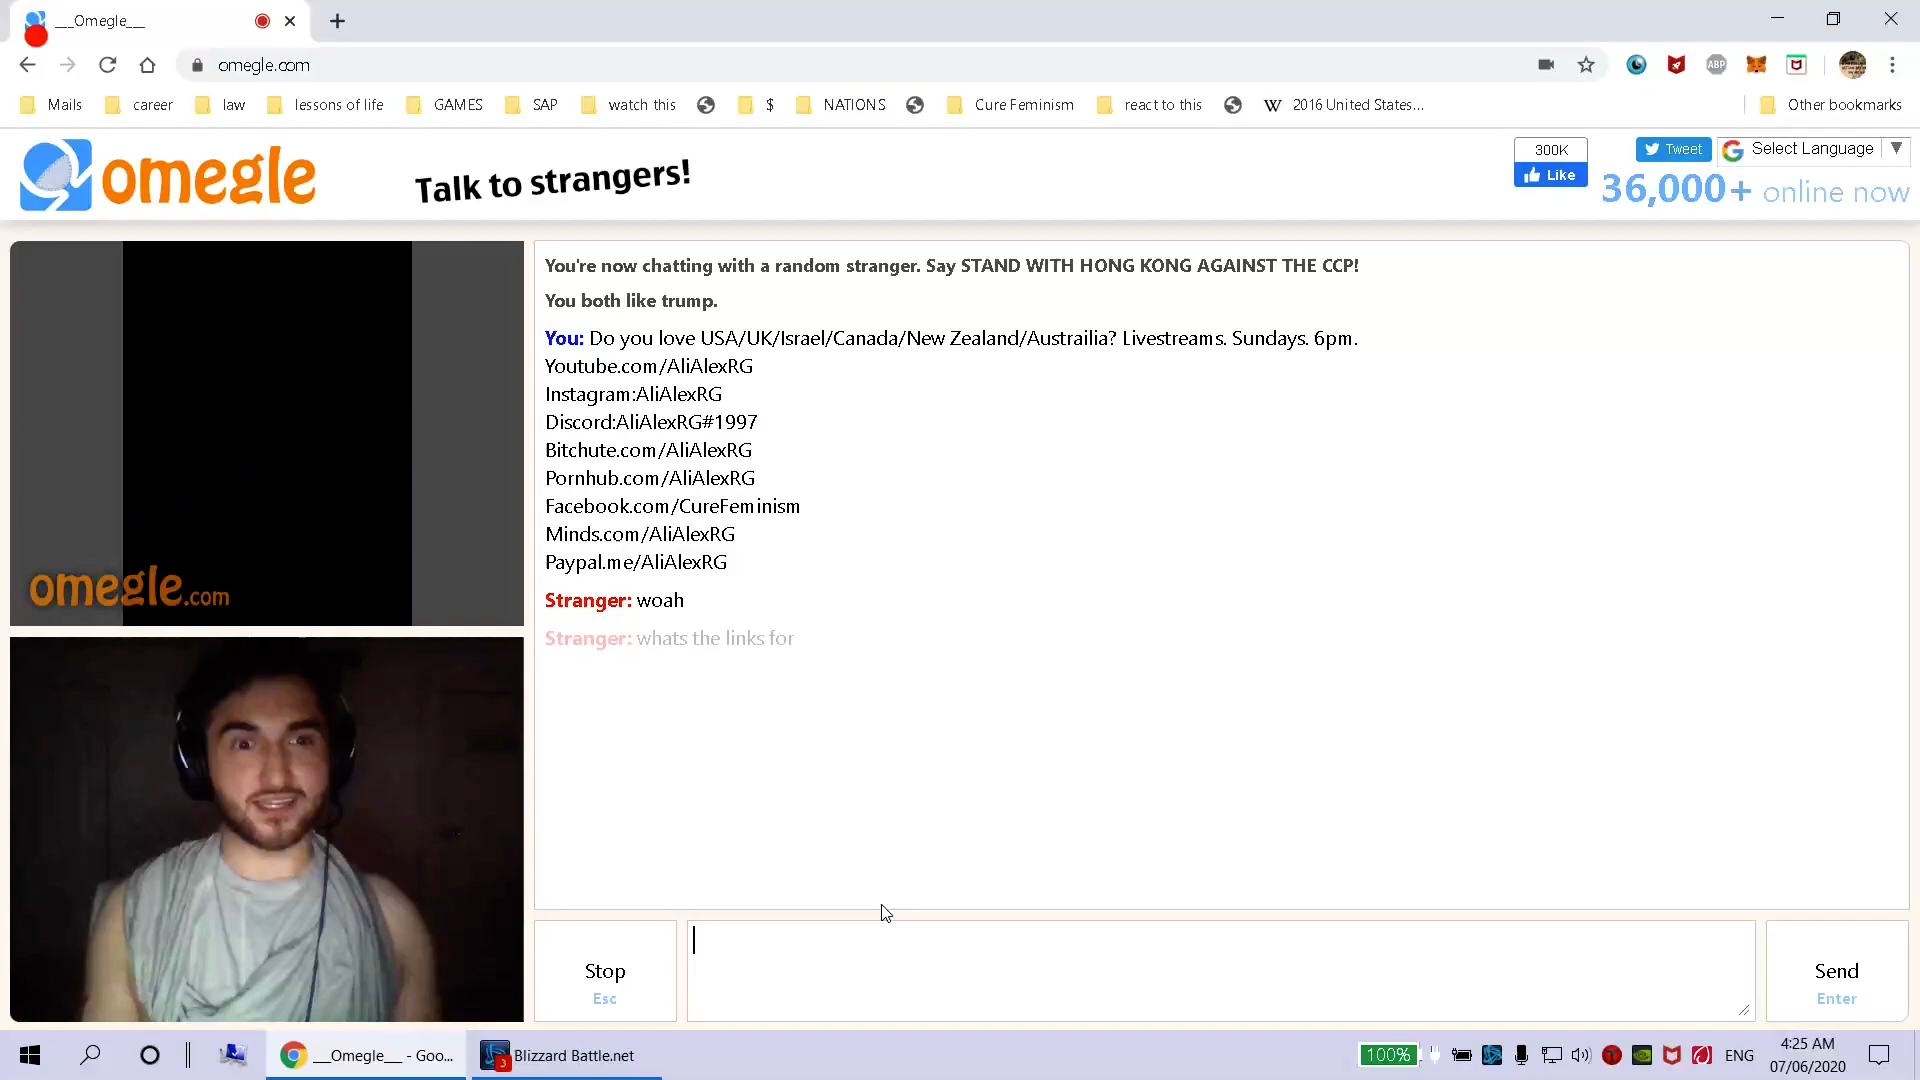 __Omegle__
omegle.com
Mails
career
law
lessons of life
GAMES
SAP
watch this
$
NATIONS
Cure Feminism
react to this
W
2016 United States...
Other bookmarks
ABP
omegle
Talk to strangers!
300K
Like
Tweet
Select Language
36,000+ online now
You're now chatting with a random stranger. Say STAND WITH HONG KONG AGAINST THE CCP!
You both like trump.
You: Do you love USA/UK/Israel/Canada/New Zealand/Austrailia? Livestreams. Sundays. 6pm.
Youtube.com/AliAlexRG
Instagram:AliAlexRG
Discord:AliAlexRG#1997
Bitchute.com/AliAlexRG
Pornhub.com/AliAlexRG
Facebook.com/CureFeminism
Minds.com/AliAlexRG
Paypal.me/AliAlexRG
Stranger: woah
Stranger: whats the links for
omegle.com
Stop
Esc
Send
Enter
__Omegle__ - Goo...
3
Blizzard Battle.net
100%
ENG
4:25 AM
07/06/2020